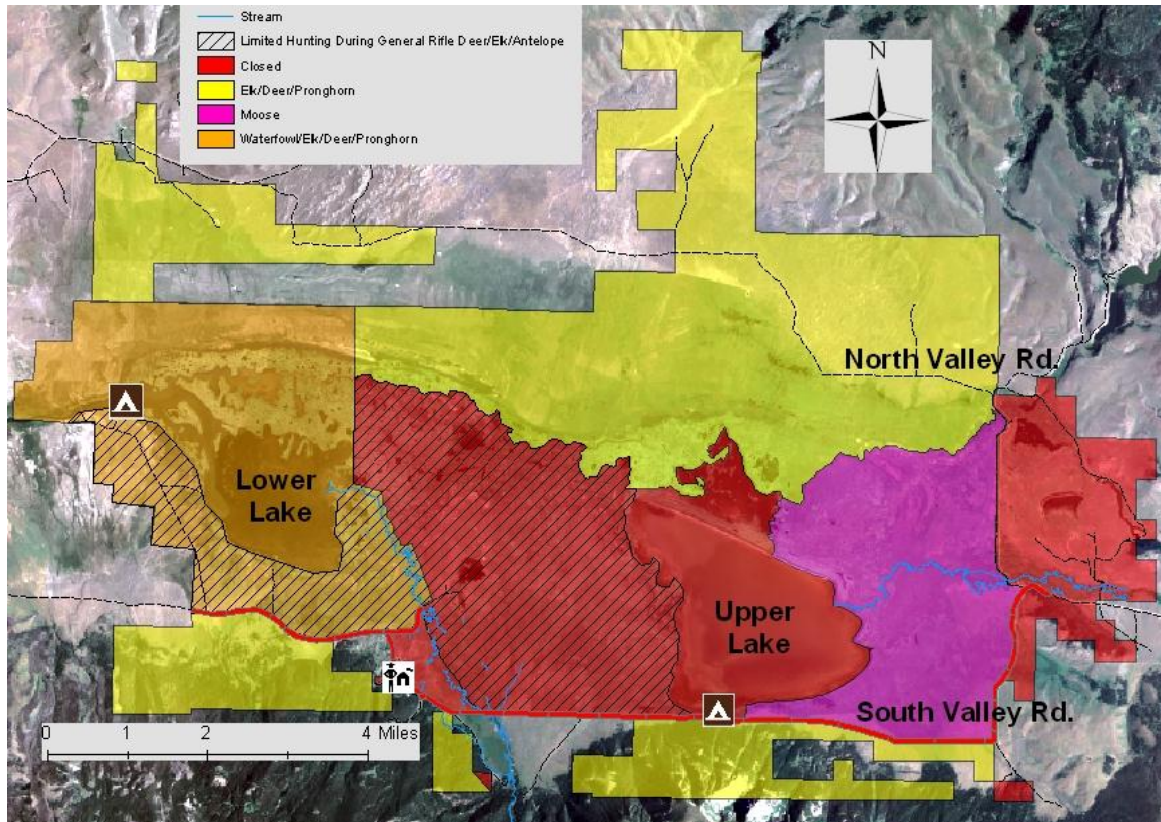 Stream
Limited Hunting During General Rifle Deer/Elk/Antelope
Closed
Elk/Deer/Pronghorn
Moose
Waterfowl/Elk/Deer/Pronghorn
N
North Valley Rd.
Lower
Lake
Upper
Lake
South Valley Rd.
0 1 2 4 Miles